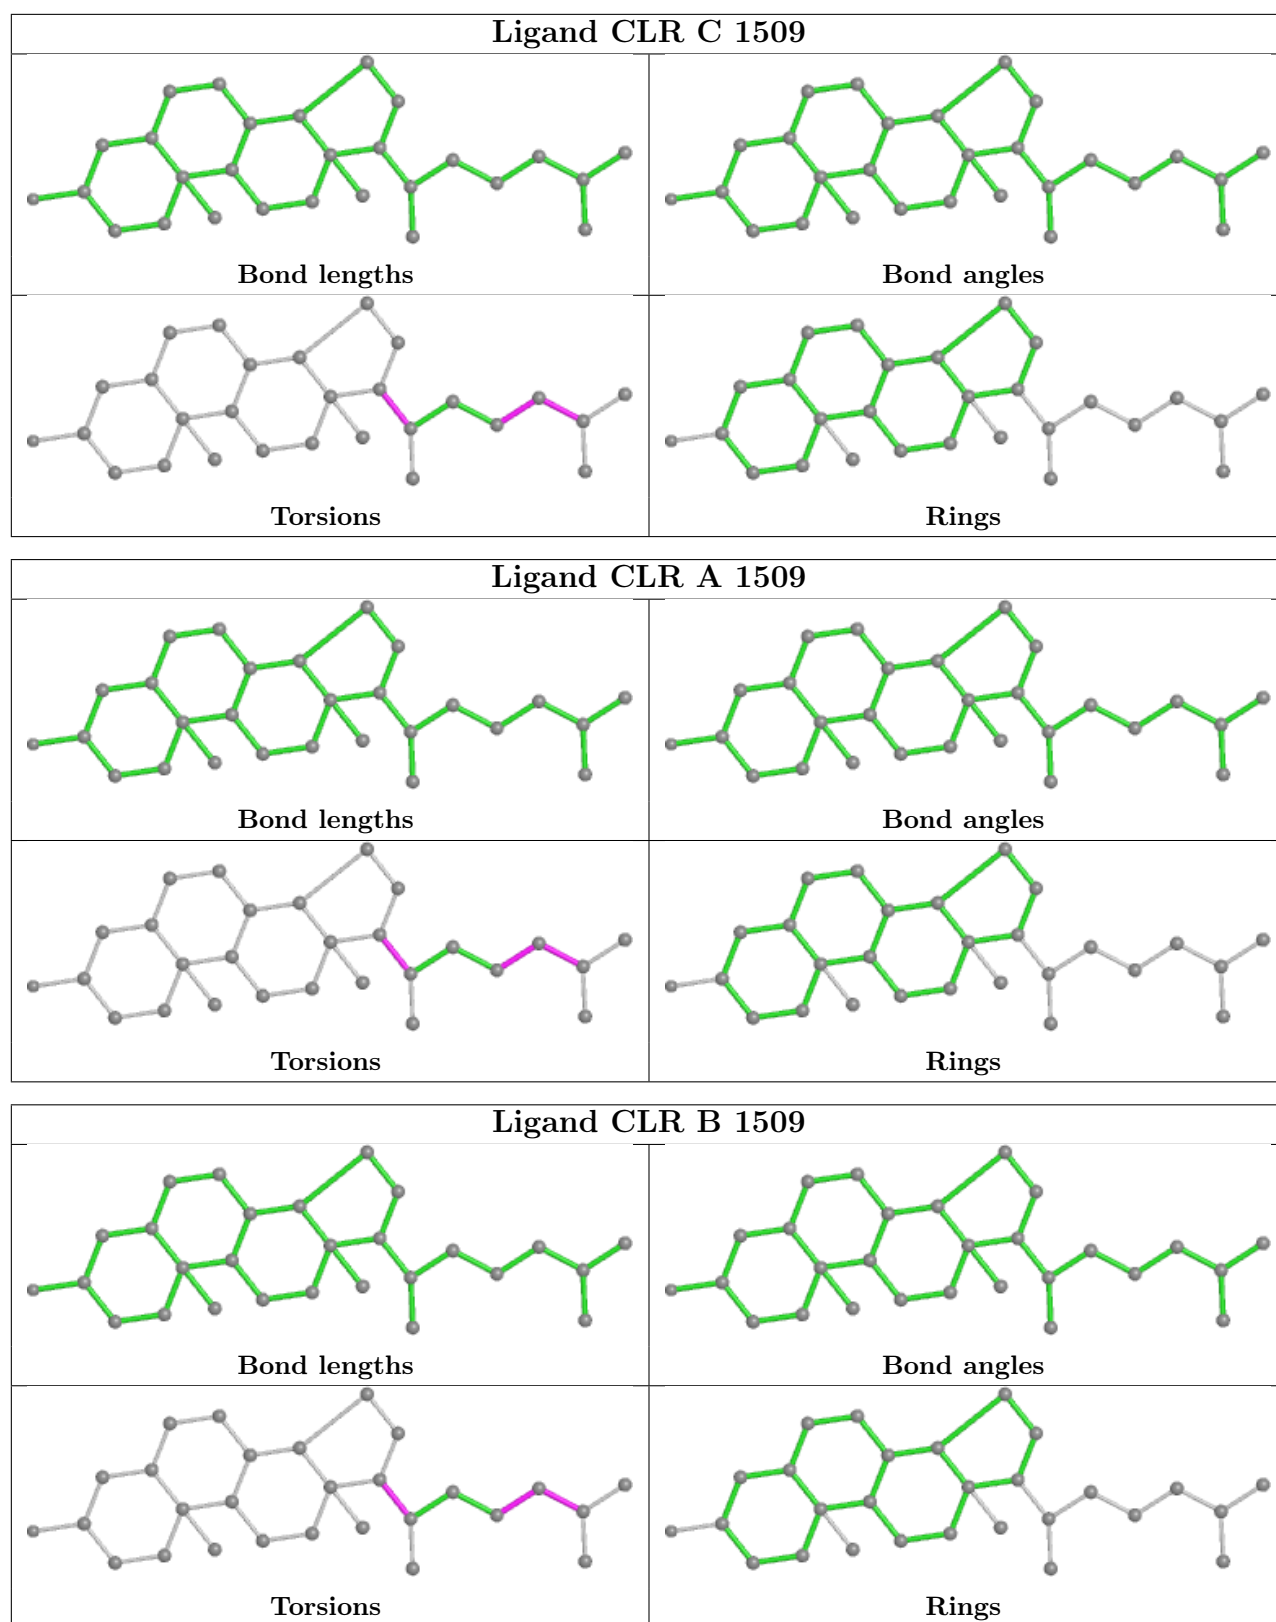 Ligand CLR C 1509
Bond lengths
Bond angles
Torsions
Rings
Ligand CLR A 1509
Bond lengths
Bond angles
Torsions
Rings
Ligand CLR B 1509
Bond lengths
Bond angles
Torsions
Rings